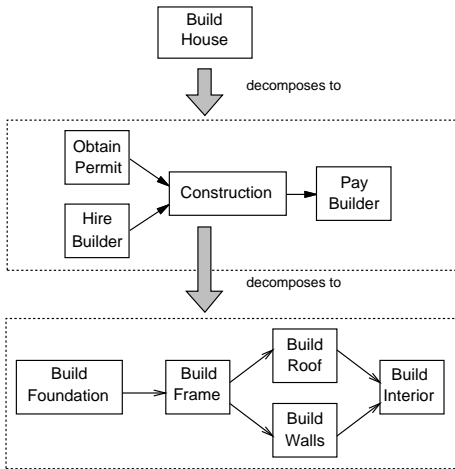 Build
House
decomposes to
Obtain
Permit
Construction
Pay
Builder
Hire
Builder
decomposes to
Build
Foundation
Build
Frame
Build
Roof
Build
Walls
Build
Interior